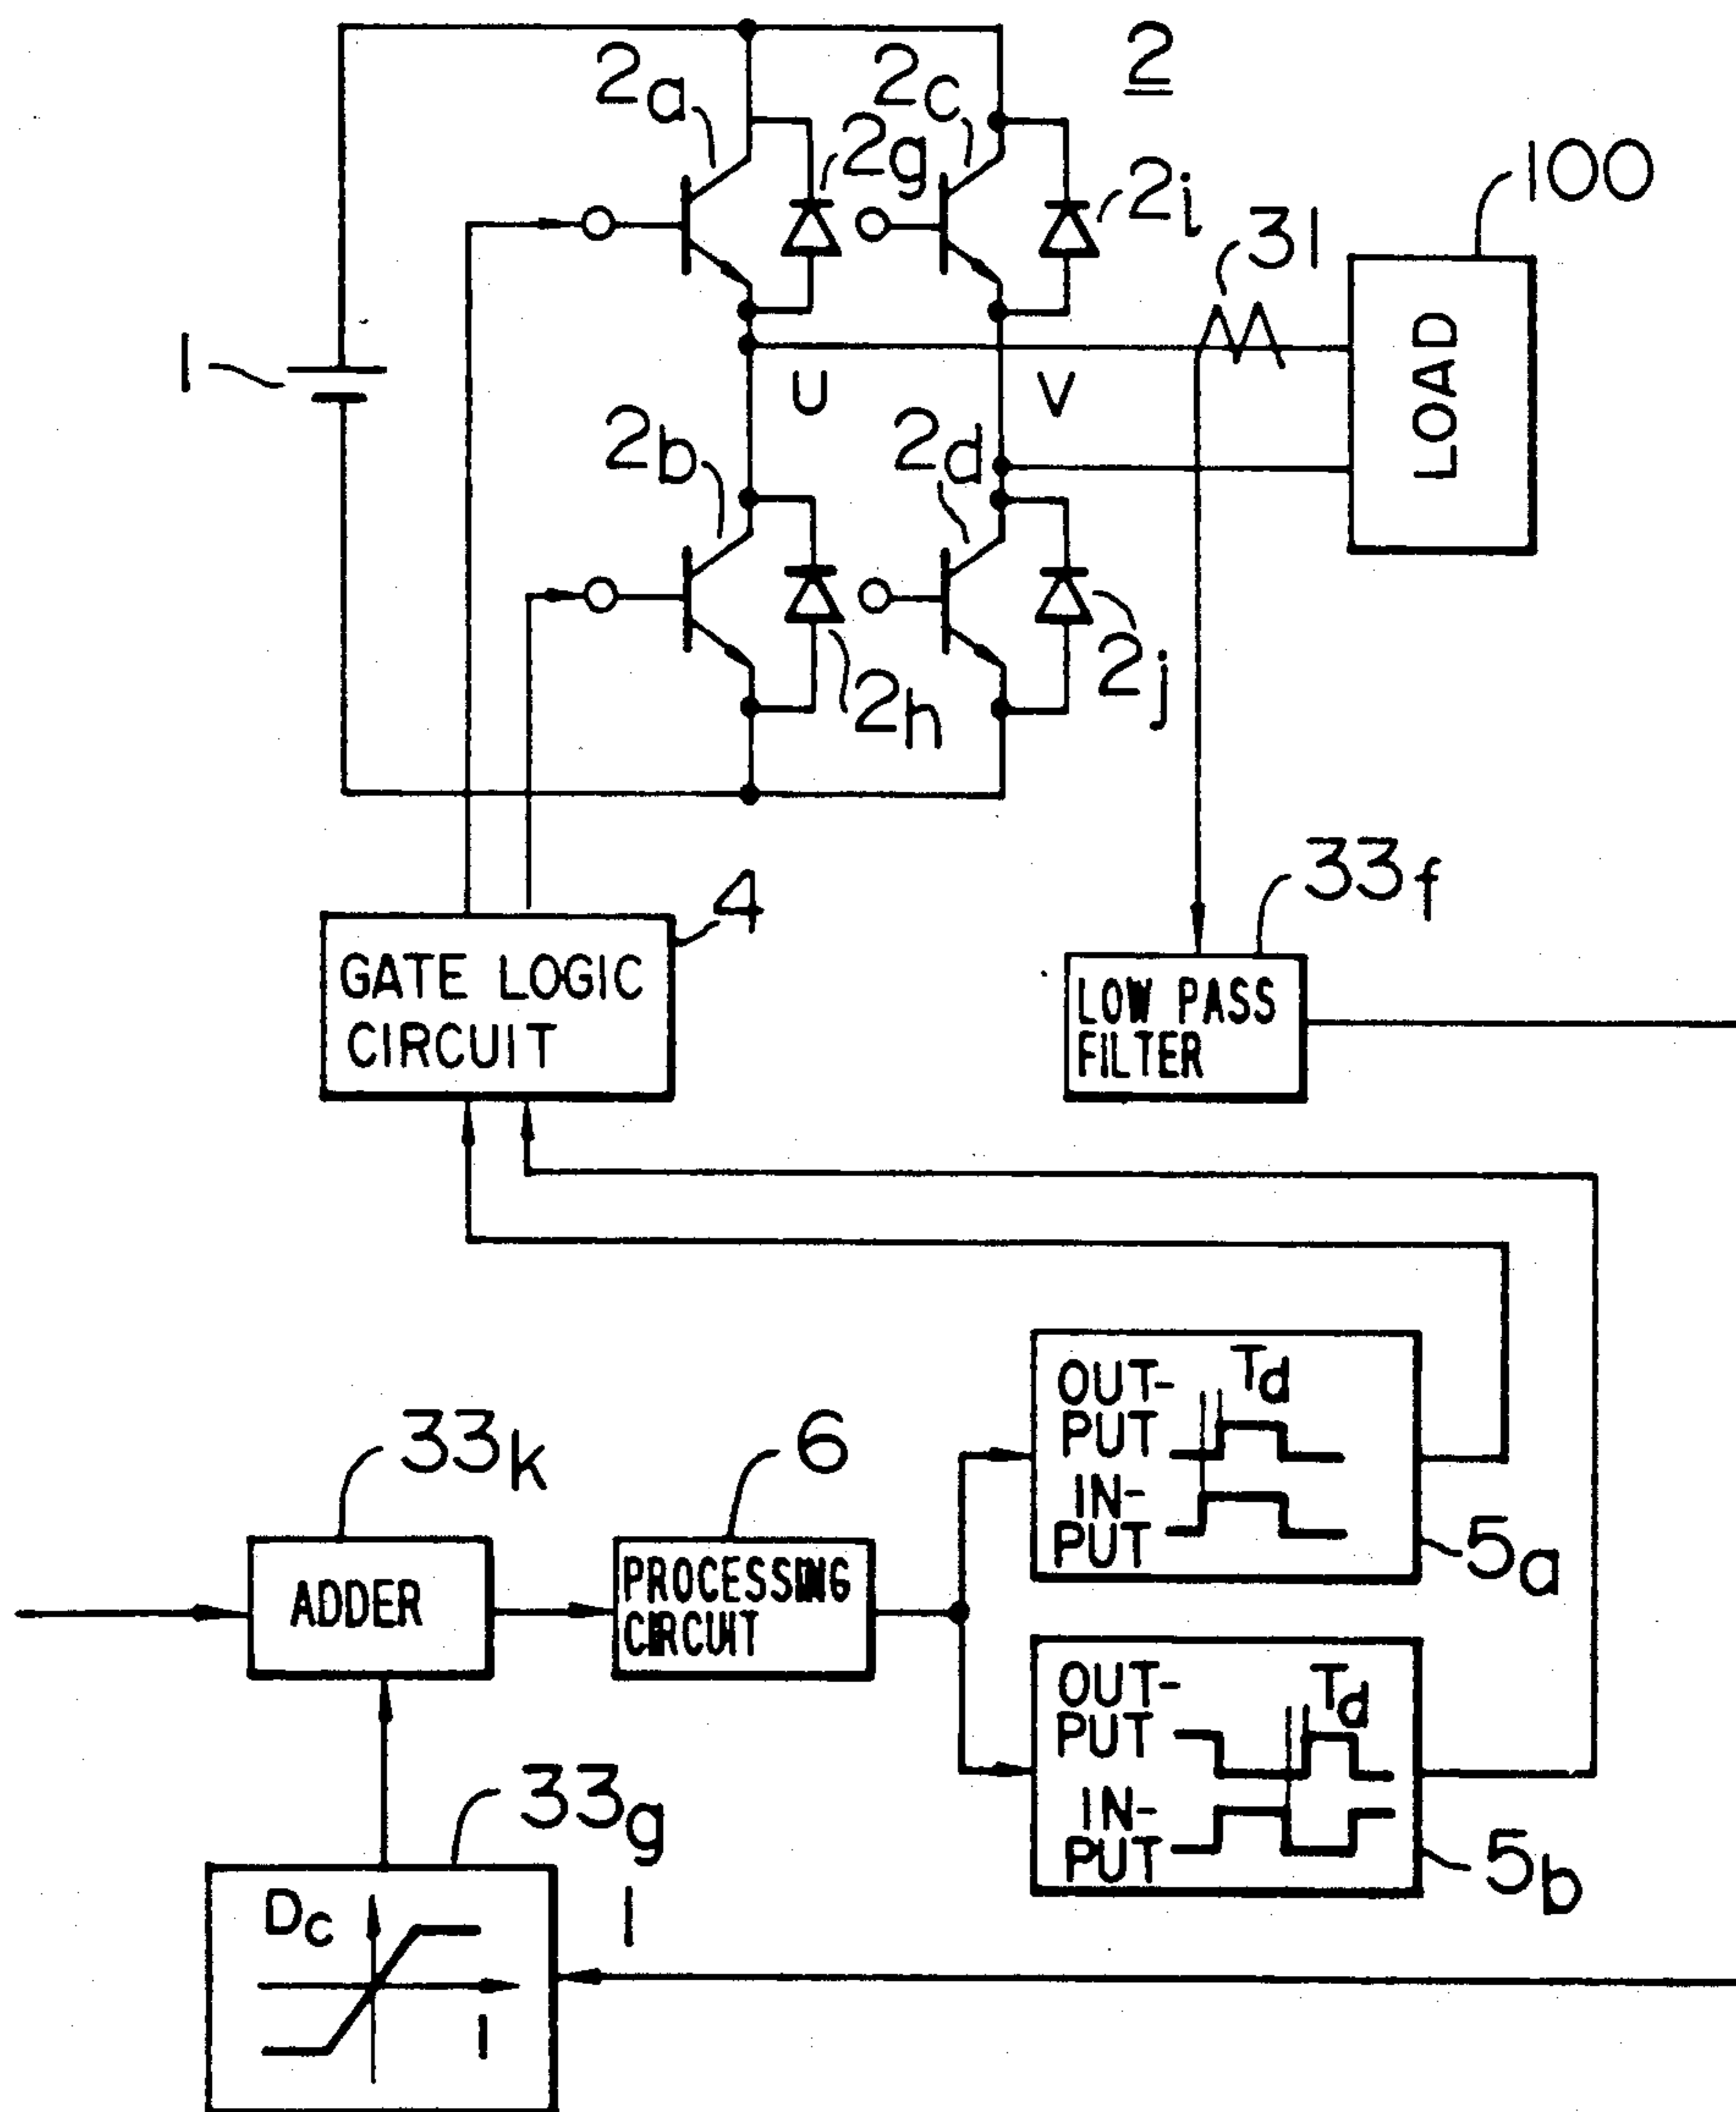 2
2a
2c
2g
2i
100
31
1
LOAD
U
V
2b
2d
2h
2j
33f
4
GATE LOGIC
CIRCUIT
LOW PASS
FILTER
33k
6
OUT-
PUT
Td
IN-
PUT
5a
ADDER
PROCESSING
CIRCUIT
OUT-
PUT
Td
IN-
PUT
5b
33g
I
Dc
I